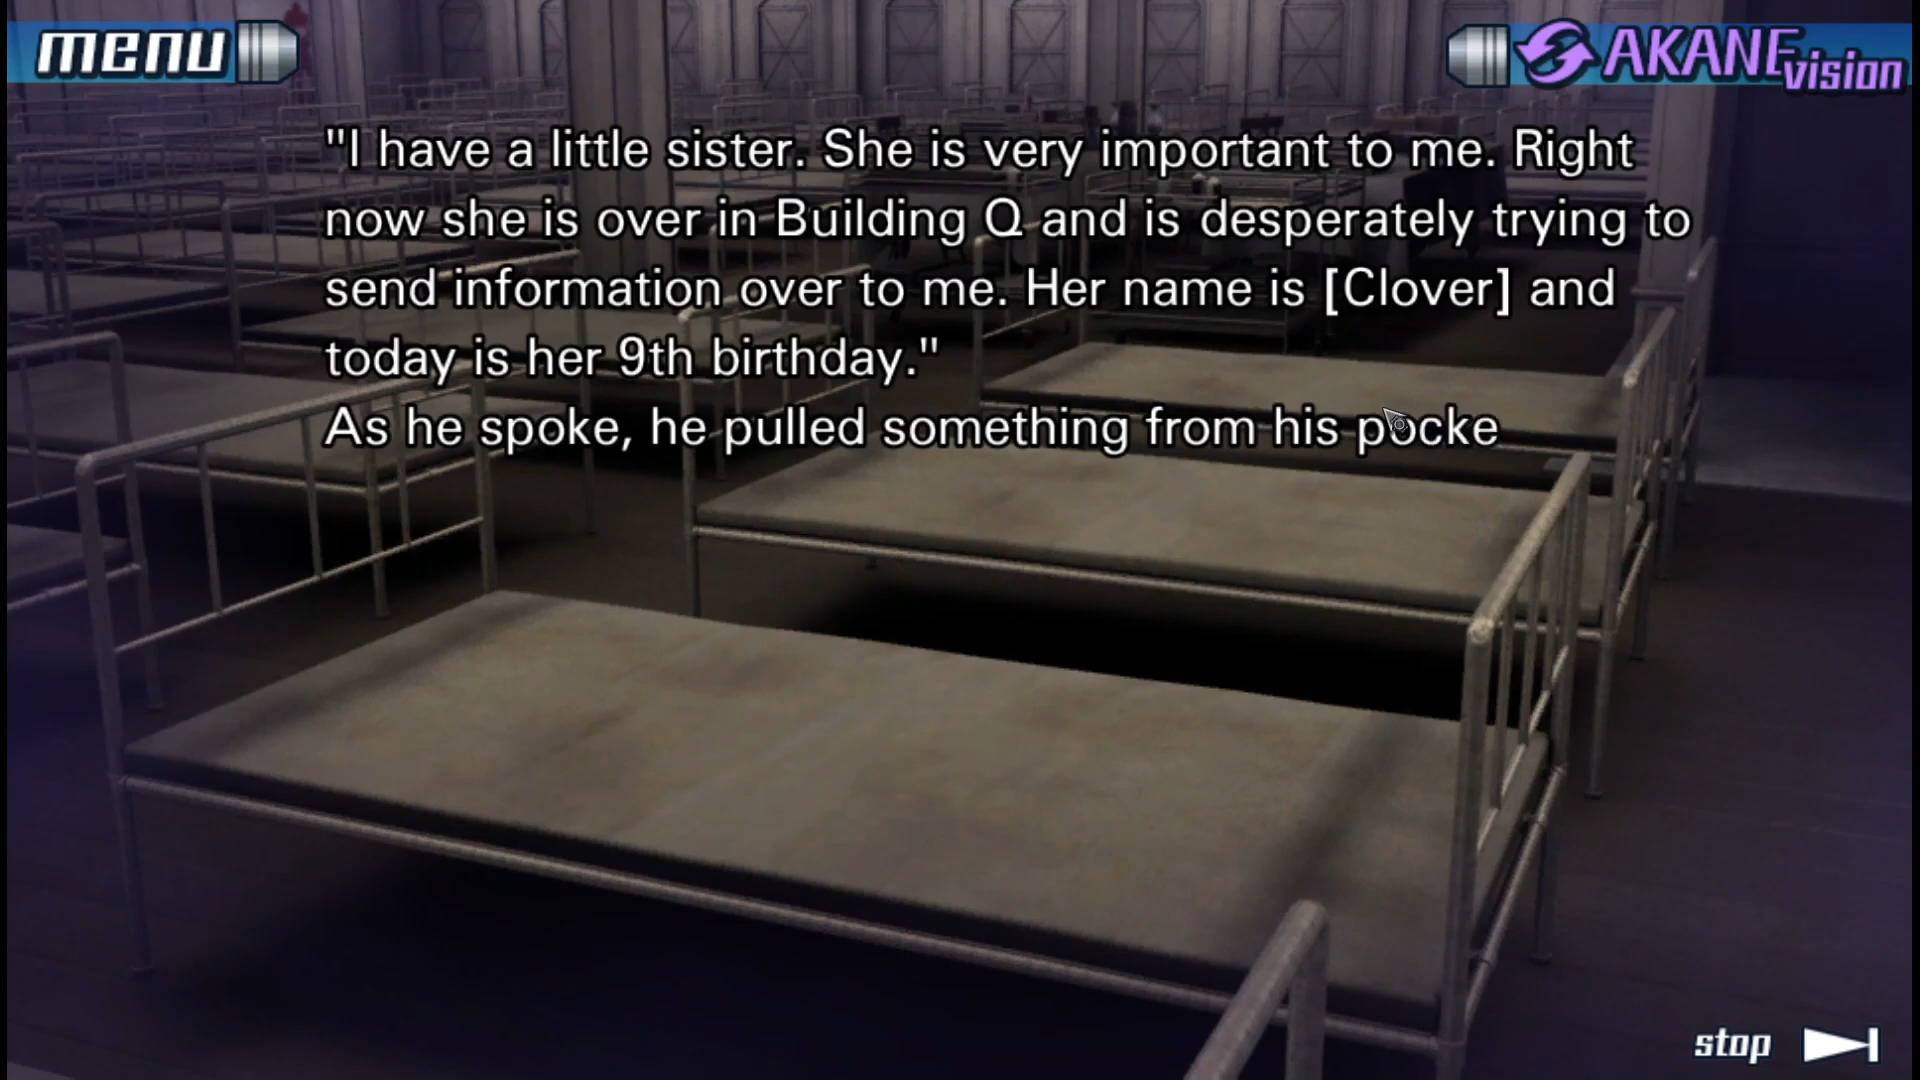 menu
AKANE vision
"I have a little sister. She is very important to me. Right
now she is over in Building Q and is desperately trying to
send information over to me. Her name is [Clover] and
today is her 9th birthday."
As he spoke, he pulled something from his pocke
stop